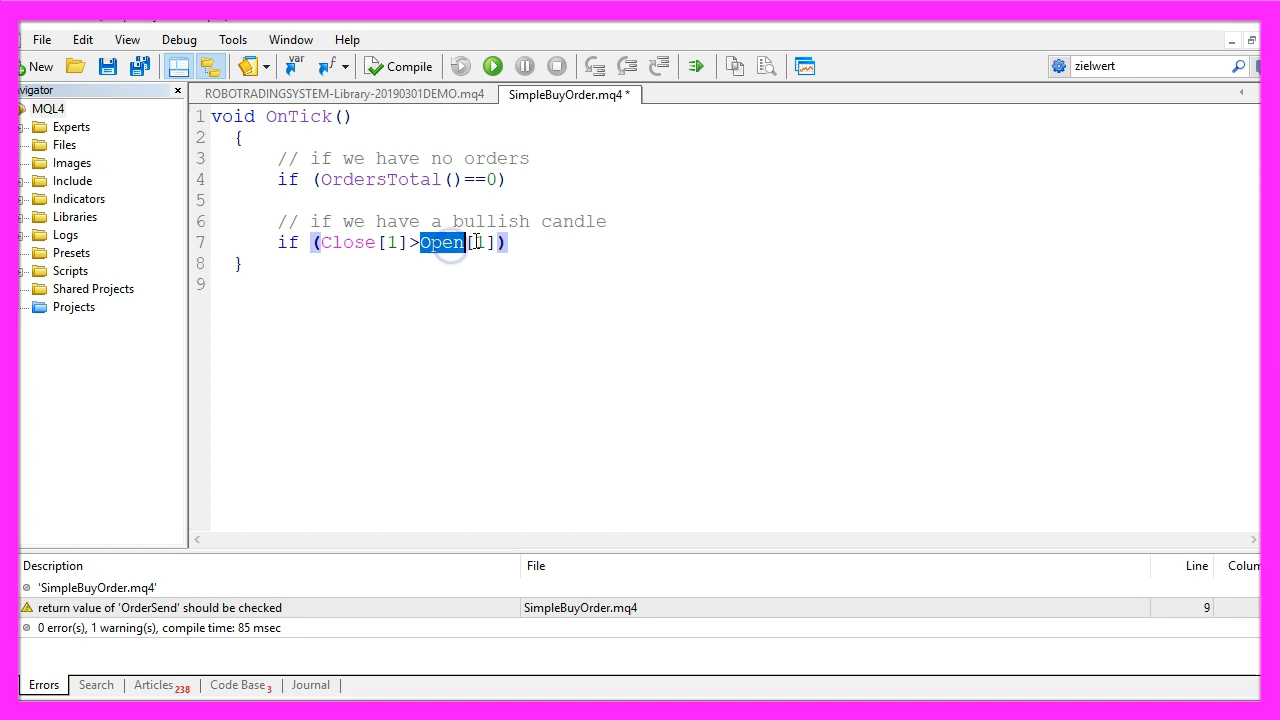 File Edit View Debug Tools Window Help
New Compile zielwert
MQL4
Experts
Files
Images
Include
Indicators
Libraries
Logs
Presets
Scripts
Shared Projects
Projects
ROBOTRADINGSYSTEM-Library-20190301DEMO.mq4 SimpleBuyOrder.mq4 *
1 void OnTick()
2 {
3 // if we have no orders
4 if (OrdersTotal()==0)
5
6 // if we have a bullish candle
7 if (Close[1]>Open[1])
8 }
9
Description File Line Colum
'SimpleBuyOrder.mq4'
return value of 'OrderSend' should be checked SimpleBuyOrder.mq4 9
0 error(s), 1 warning(s), compile time: 85 msec
Errors Search Articles 238 Code Base 3 Journal